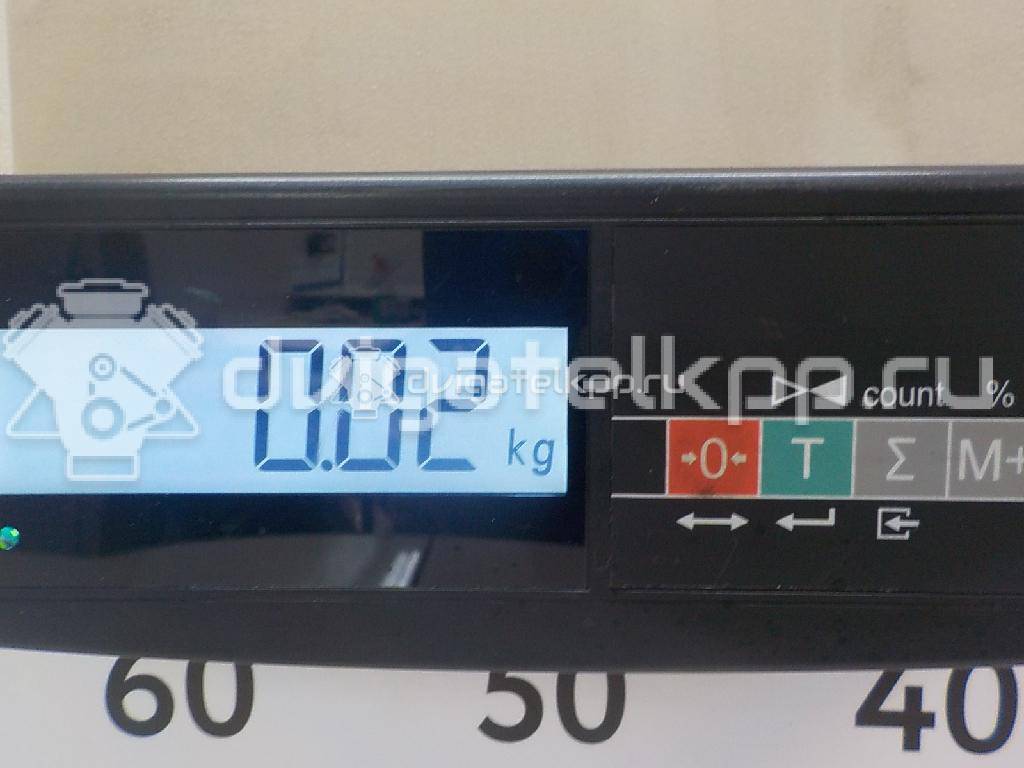 dvigatelkpp.ru
dvigatelkpp.ru
0.02 kg
count %
→0← T Σ M+
60 50 40